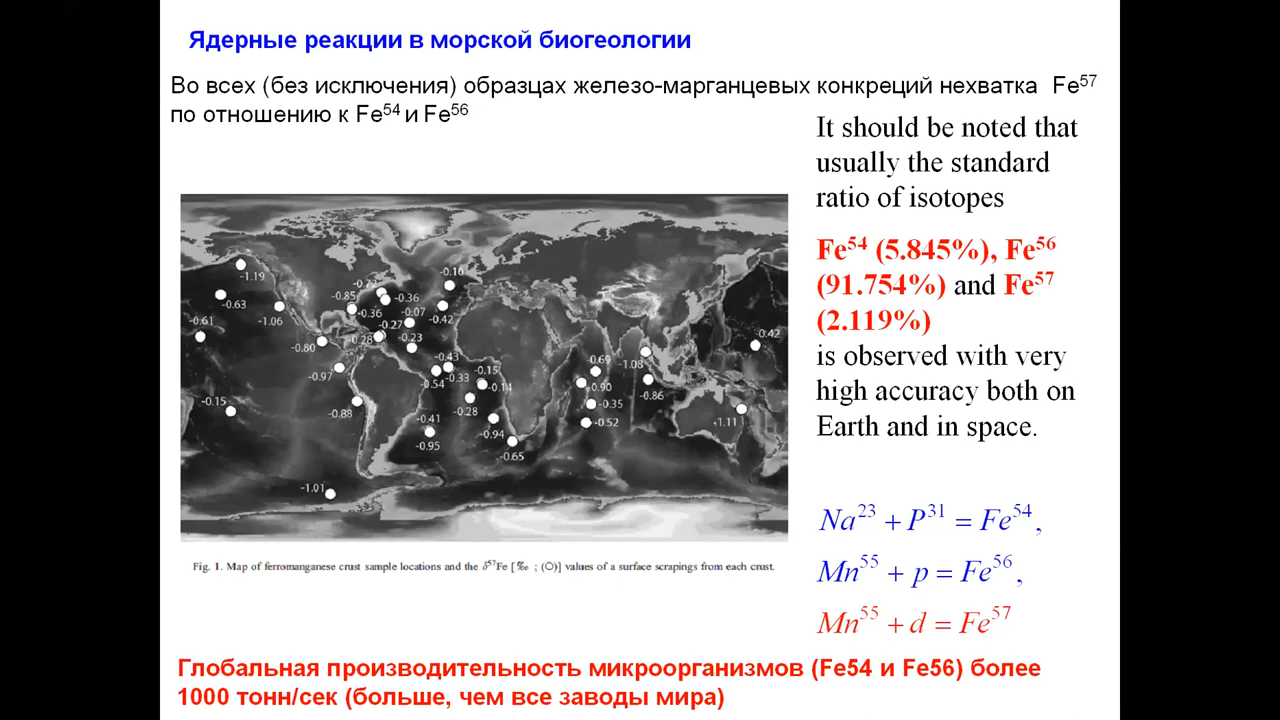 Ядерные реакции в морской биогеологии
Во всех (без исключения) образцах железо-марганцевых конкреций нехватка Fe⁵⁷
по отношению к Fe⁵⁴ и Fe⁵⁶
It should be noted that
usually the standard
ratio of isotopes
Fe⁵⁴ (5.845%), Fe⁵⁶
(91.754%) and Fe⁵⁷
(2.119%)
is observed with very
high accuracy both on
Earth and in space.
-1.19
-0.63
-0.61
-1.06
-0.80
-0.97
-0.15
-0.88
-1.01
-0.72
-0.85
-0.36
-0.36
-0.27
-0.28
-0.07
-0.23
-0.16
-0.42
-0.43
-0.54
-0.33
-0.15
-0.14
-0.28
-0.41
-0.95
-0.94
-0.65
-0.69
-0.90
-0.35
-0.52
-1.08
-0.86
-0.42
-1.11
Fig. 1. Map of ferromanganese crust sample locations and the δ⁵⁷Fe [‰ ; (○)] values of a surface scrapings from each crust.
Na²³ + P³¹ = Fe⁵⁴,
Mn⁵⁵ + p = Fe⁵⁶,
Mn⁵⁵ + d = Fe⁵⁷
Глобальная производительность микроорганизмов (Fe54 и Fe56) более
1000 тонн/сек (больше, чем все заводы мира)